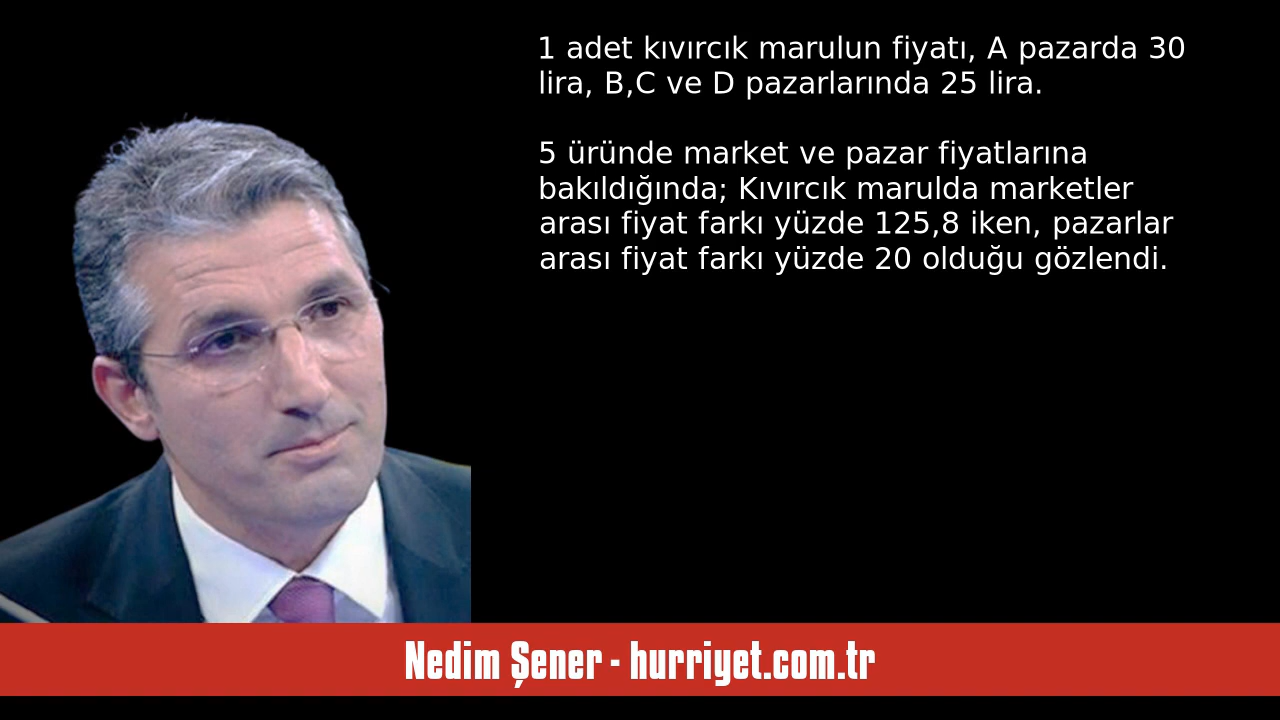 1 adet kıvırcık marulun fiyatı, A pazarda 30
lira, B,C ve D pazarlarında 25 lira.
5 üründe market ve pazar fiyatlarına
bakıldığında; Kıvırcık marulda marketler
arası fiyat farkı yüzde 125,8 iken, pazarlar
arası fiyat farkı yüzde 20 olduğu gözlendi.
Nedim Şener - hurriyet.com.tr